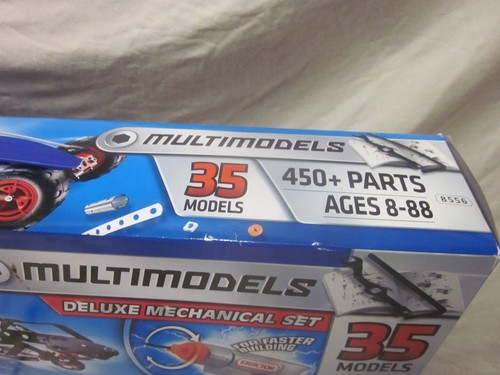 MULTIMODELS
35
MODELS
450+ PARTS
AGES 8-88
8556
MULTIMODELS
DELUXE MECHANICAL SET
FOR FASTER
BUILDING
35
MODELS